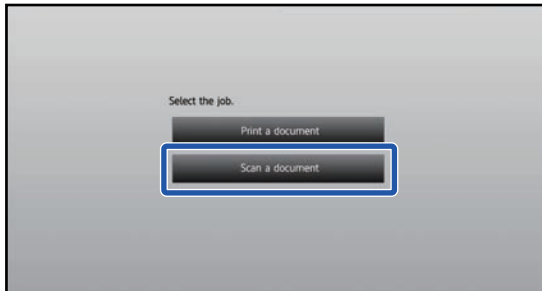 Select the job.
Print a document
Scan a document